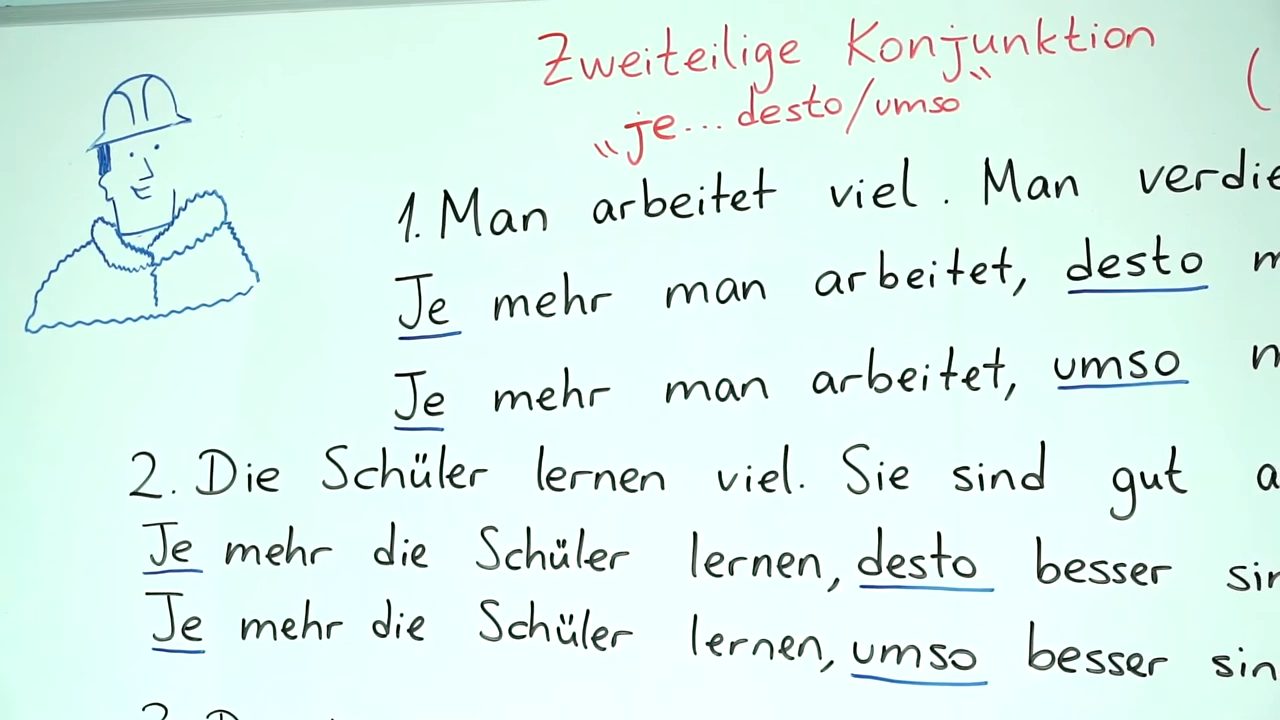 Zweiteilige Konjunktion (
„je... desto/umso“
1. Man arbeitet viel. Man
Je mehr man arbeitet, desto
Je mehr man arbeitet, umso
2. Die Schüler lernen viel. Sie sind gut
Je mehr die Schüler lernen, desto besser
Je mehr die Schüler lernen, umso besser